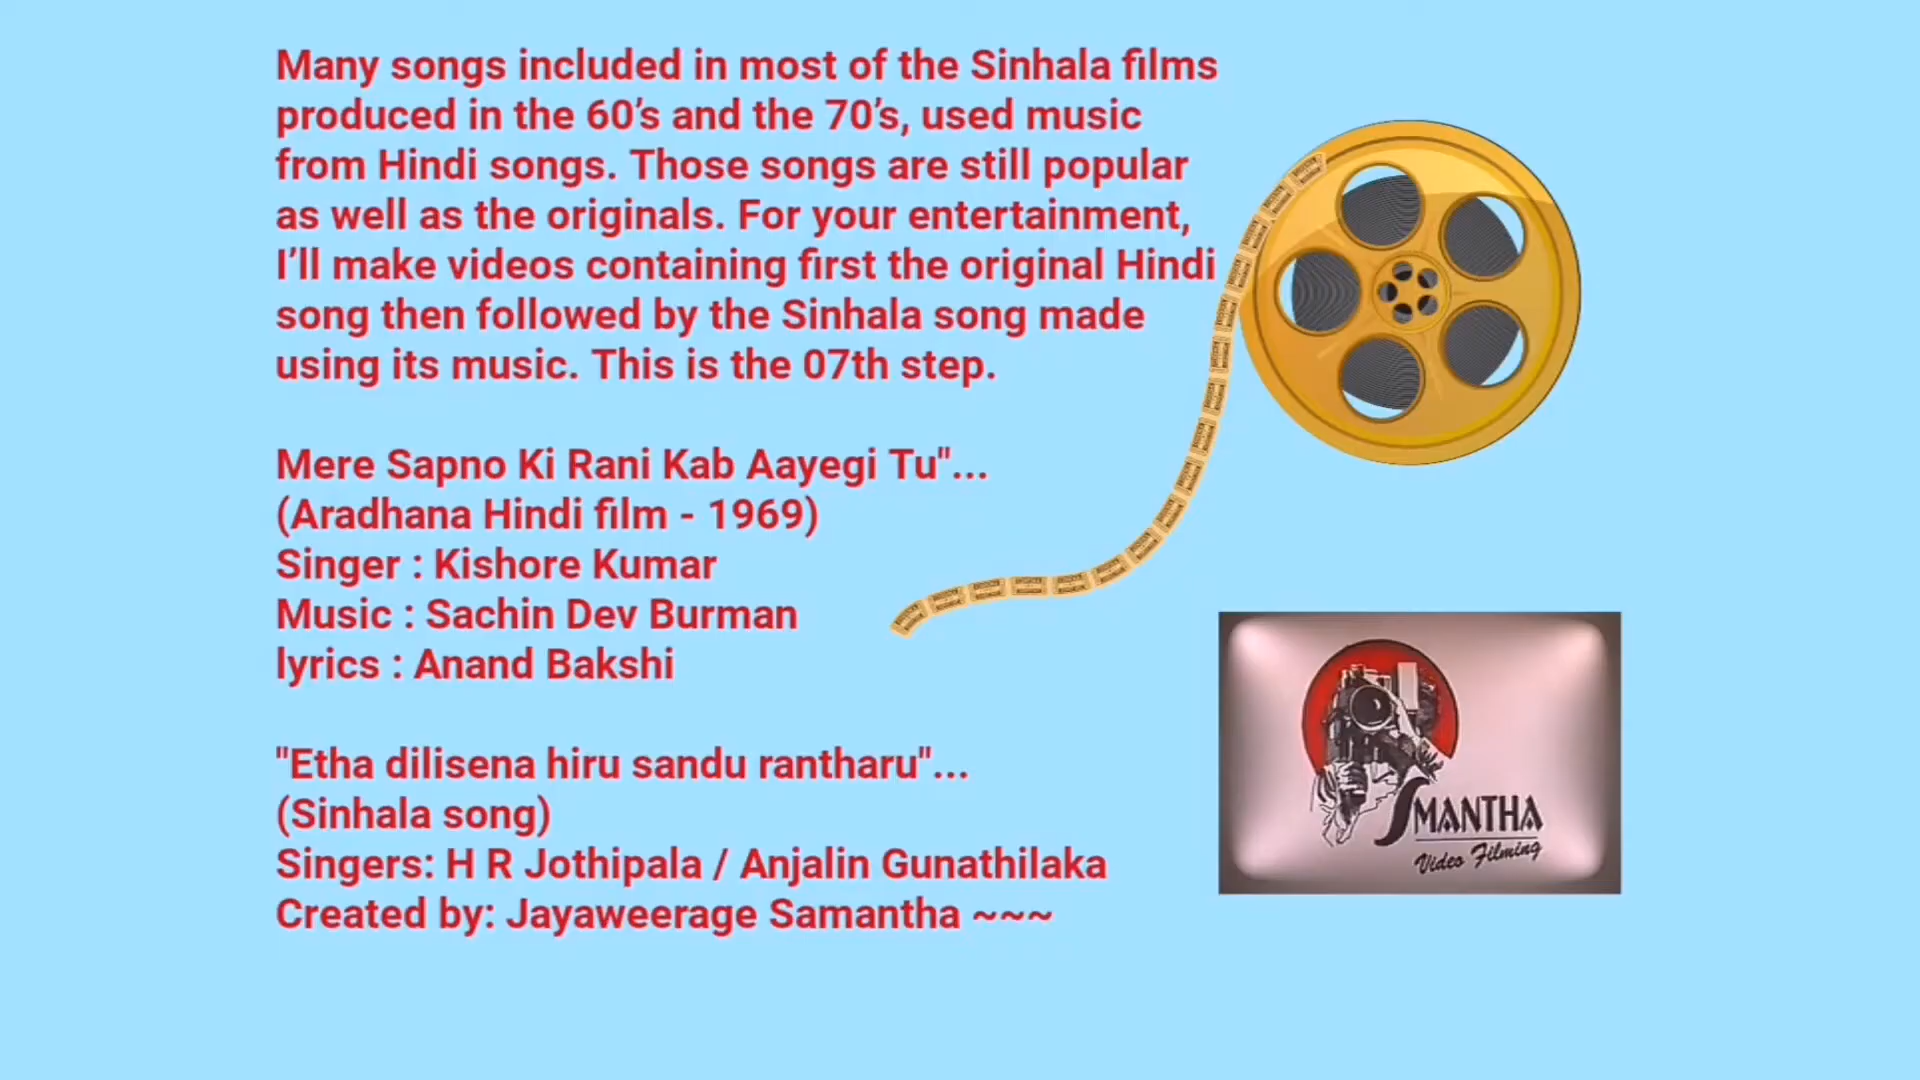 Many songs included in most of the Sinhala films
produced in the 60’s and the 70’s, used music
from Hindi songs. Those songs are still popular
as well as the originals. For your entertainment,
I’ll make videos containing first the original Hindi
song then followed by the Sinhala song made
using its music. This is the 07th step.
Mere Sapno Ki Rani Kab Aayegi Tu"...
(Aradhana Hindi film - 1969)
Singer : Kishore Kumar
Music : Sachin Dev Burman
lyrics : Anand Bakshi
"Etha dilisena hiru sandu rantharu"...
(Sinhala song)
Singers: H R Jothipala / Anjalin Gunathilaka
Created by: Jayaweerage Samantha ~~~
SMANTHA
Video Filming